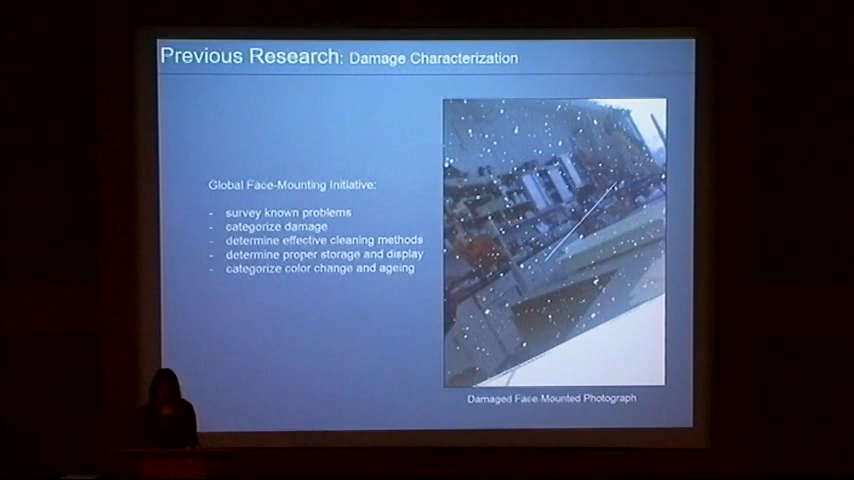 Previous Research: Damage Characterization
Global Face-Mounting Initiative:
- survey known problems
- categorize damage
- determine effective cleaning methods
- determine proper storage and display
- categorize color change and ageing
Damaged Face-Mounted Photograph